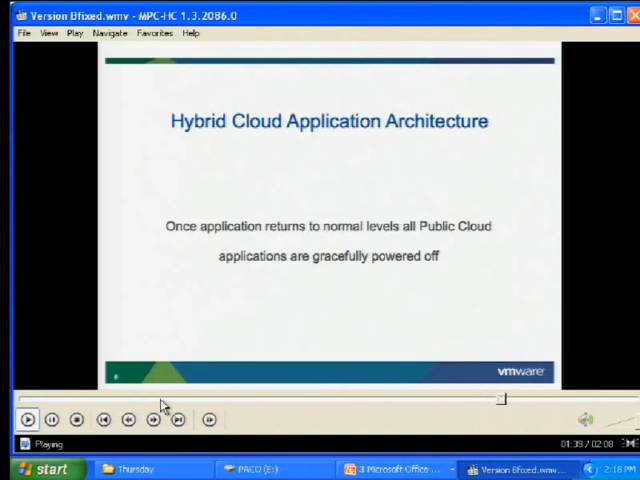 Version Bfixed.wmv - MPC-HC 1.3.2086.0
File View Play Navigate Favorites Help
Hybrid Cloud Application Architecture
Once application returns to normal levels all Public Cloud
applications are gracefully powered off
vmware
Playing
01:39 / 02:08
start
Thursday
PACO (E:)
3 Microsoft Office ...
Version Bfixed.wmv...
2:18 PM